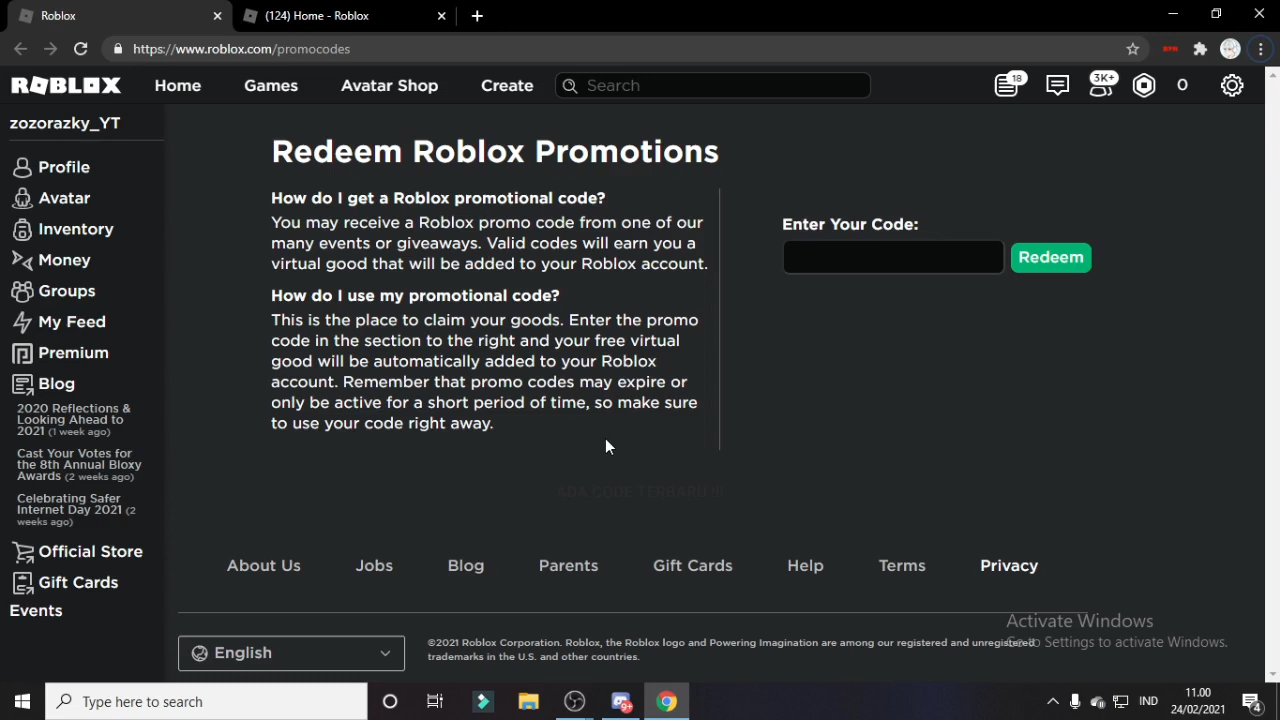 Roblox
(124) Home - Roblox
https://www.roblox.com/promocodes
ROBLOX
Home
Games
Avatar Shop
Create
Search
18
3K+
0
zozorazky_YT
Profile
Avatar
Inventory
Money
Groups
My Feed
Premium
Blog
2020 Reflections &
Looking Ahead to
2021 (1 week ago)
Cast Your Votes for
the 8th Annual Bloxy
Awards (2 weeks ago)
Celebrating Safer
Internet Day 2021 (2
weeks ago)
Official Store
Gift Cards
Events
Redeem Roblox Promotions
How do I get a Roblox promotional code?
You may receive a Roblox promo code from one of our
many events or giveaways. Valid codes will earn you a
virtual good that will be added to your Roblox account.
How do I use my promotional code?
This is the place to claim your goods. Enter the promo
code in the section to the right and your free virtual
good will be automatically added to your Roblox
account. Remember that promo codes may expire or
only be active for a short period of time, so make sure
to use your code right away.
Enter Your Code:
Redeem
ADA CODE TERBARU !!!
About Us
Jobs
Blog
Parents
Gift Cards
Help
Terms
Privacy
English
©2021 Roblox Corporation. Roblox, the Roblox logo and Powering Imagination are among our registered and unregistered
trademarks in the U.S. and other countries.
Activate Windows
Go to Settings to activate Windows.
Type here to search
9+
IND
11.00
24/02/2021
4